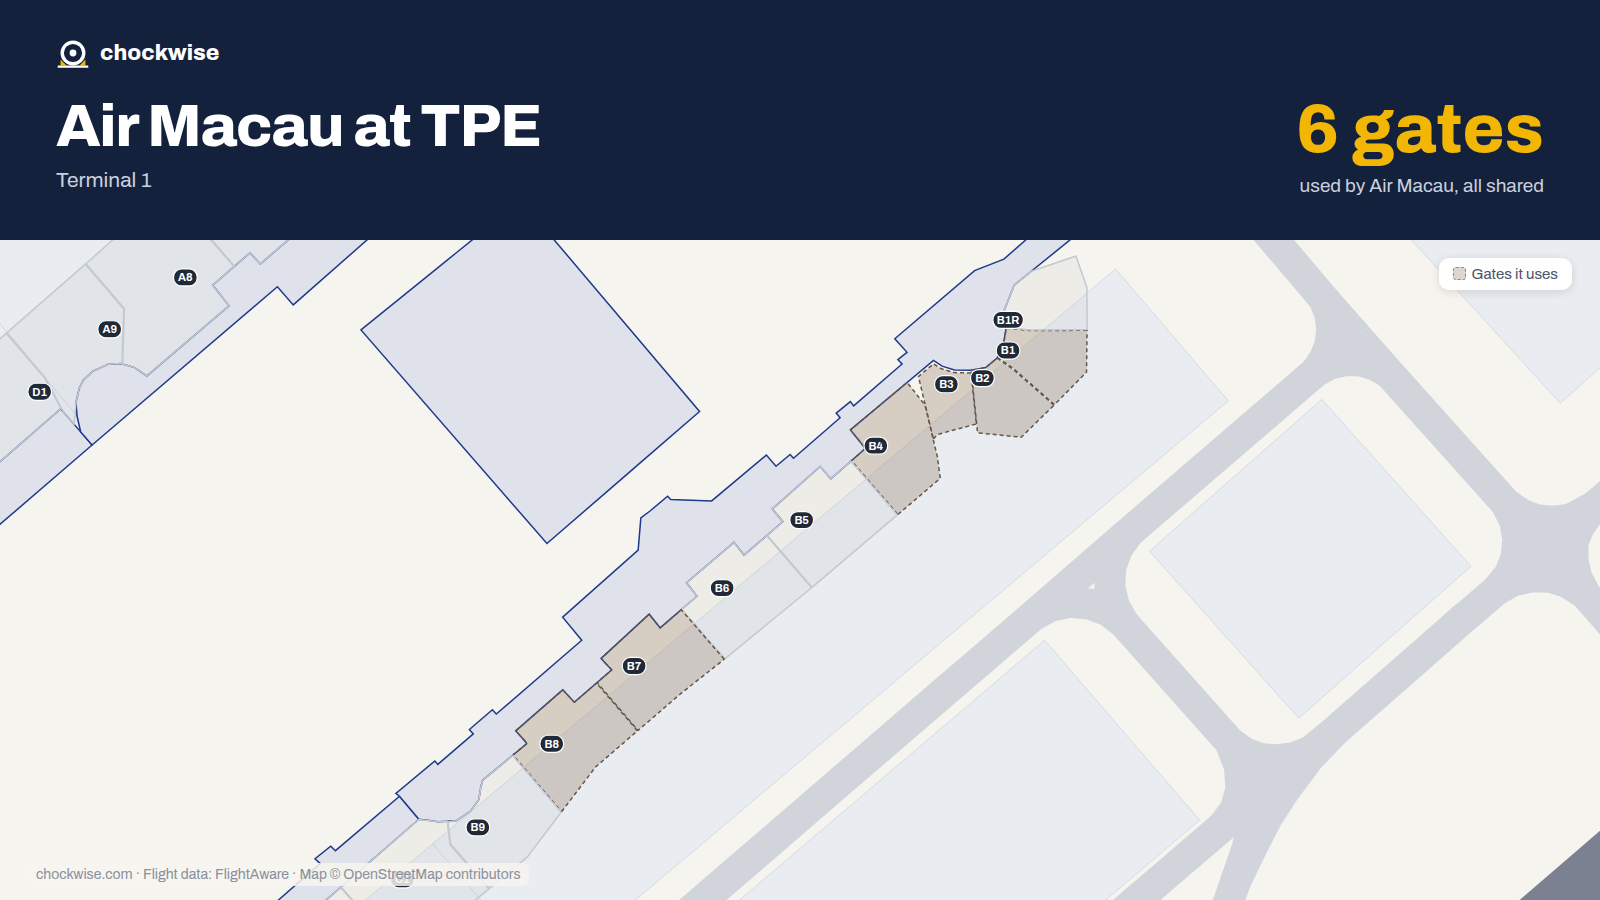 chockwise
Air Macau at TPE
Terminal 1
6 gates
used by Air Macau, all shared
Gates it uses
A8
A9
D1
B1R
B1
B2
B3
B4
B5
B6
B7
B8
B9
chockwise.com · Flight data: FlightAware · Map © OpenStreetMap contributors